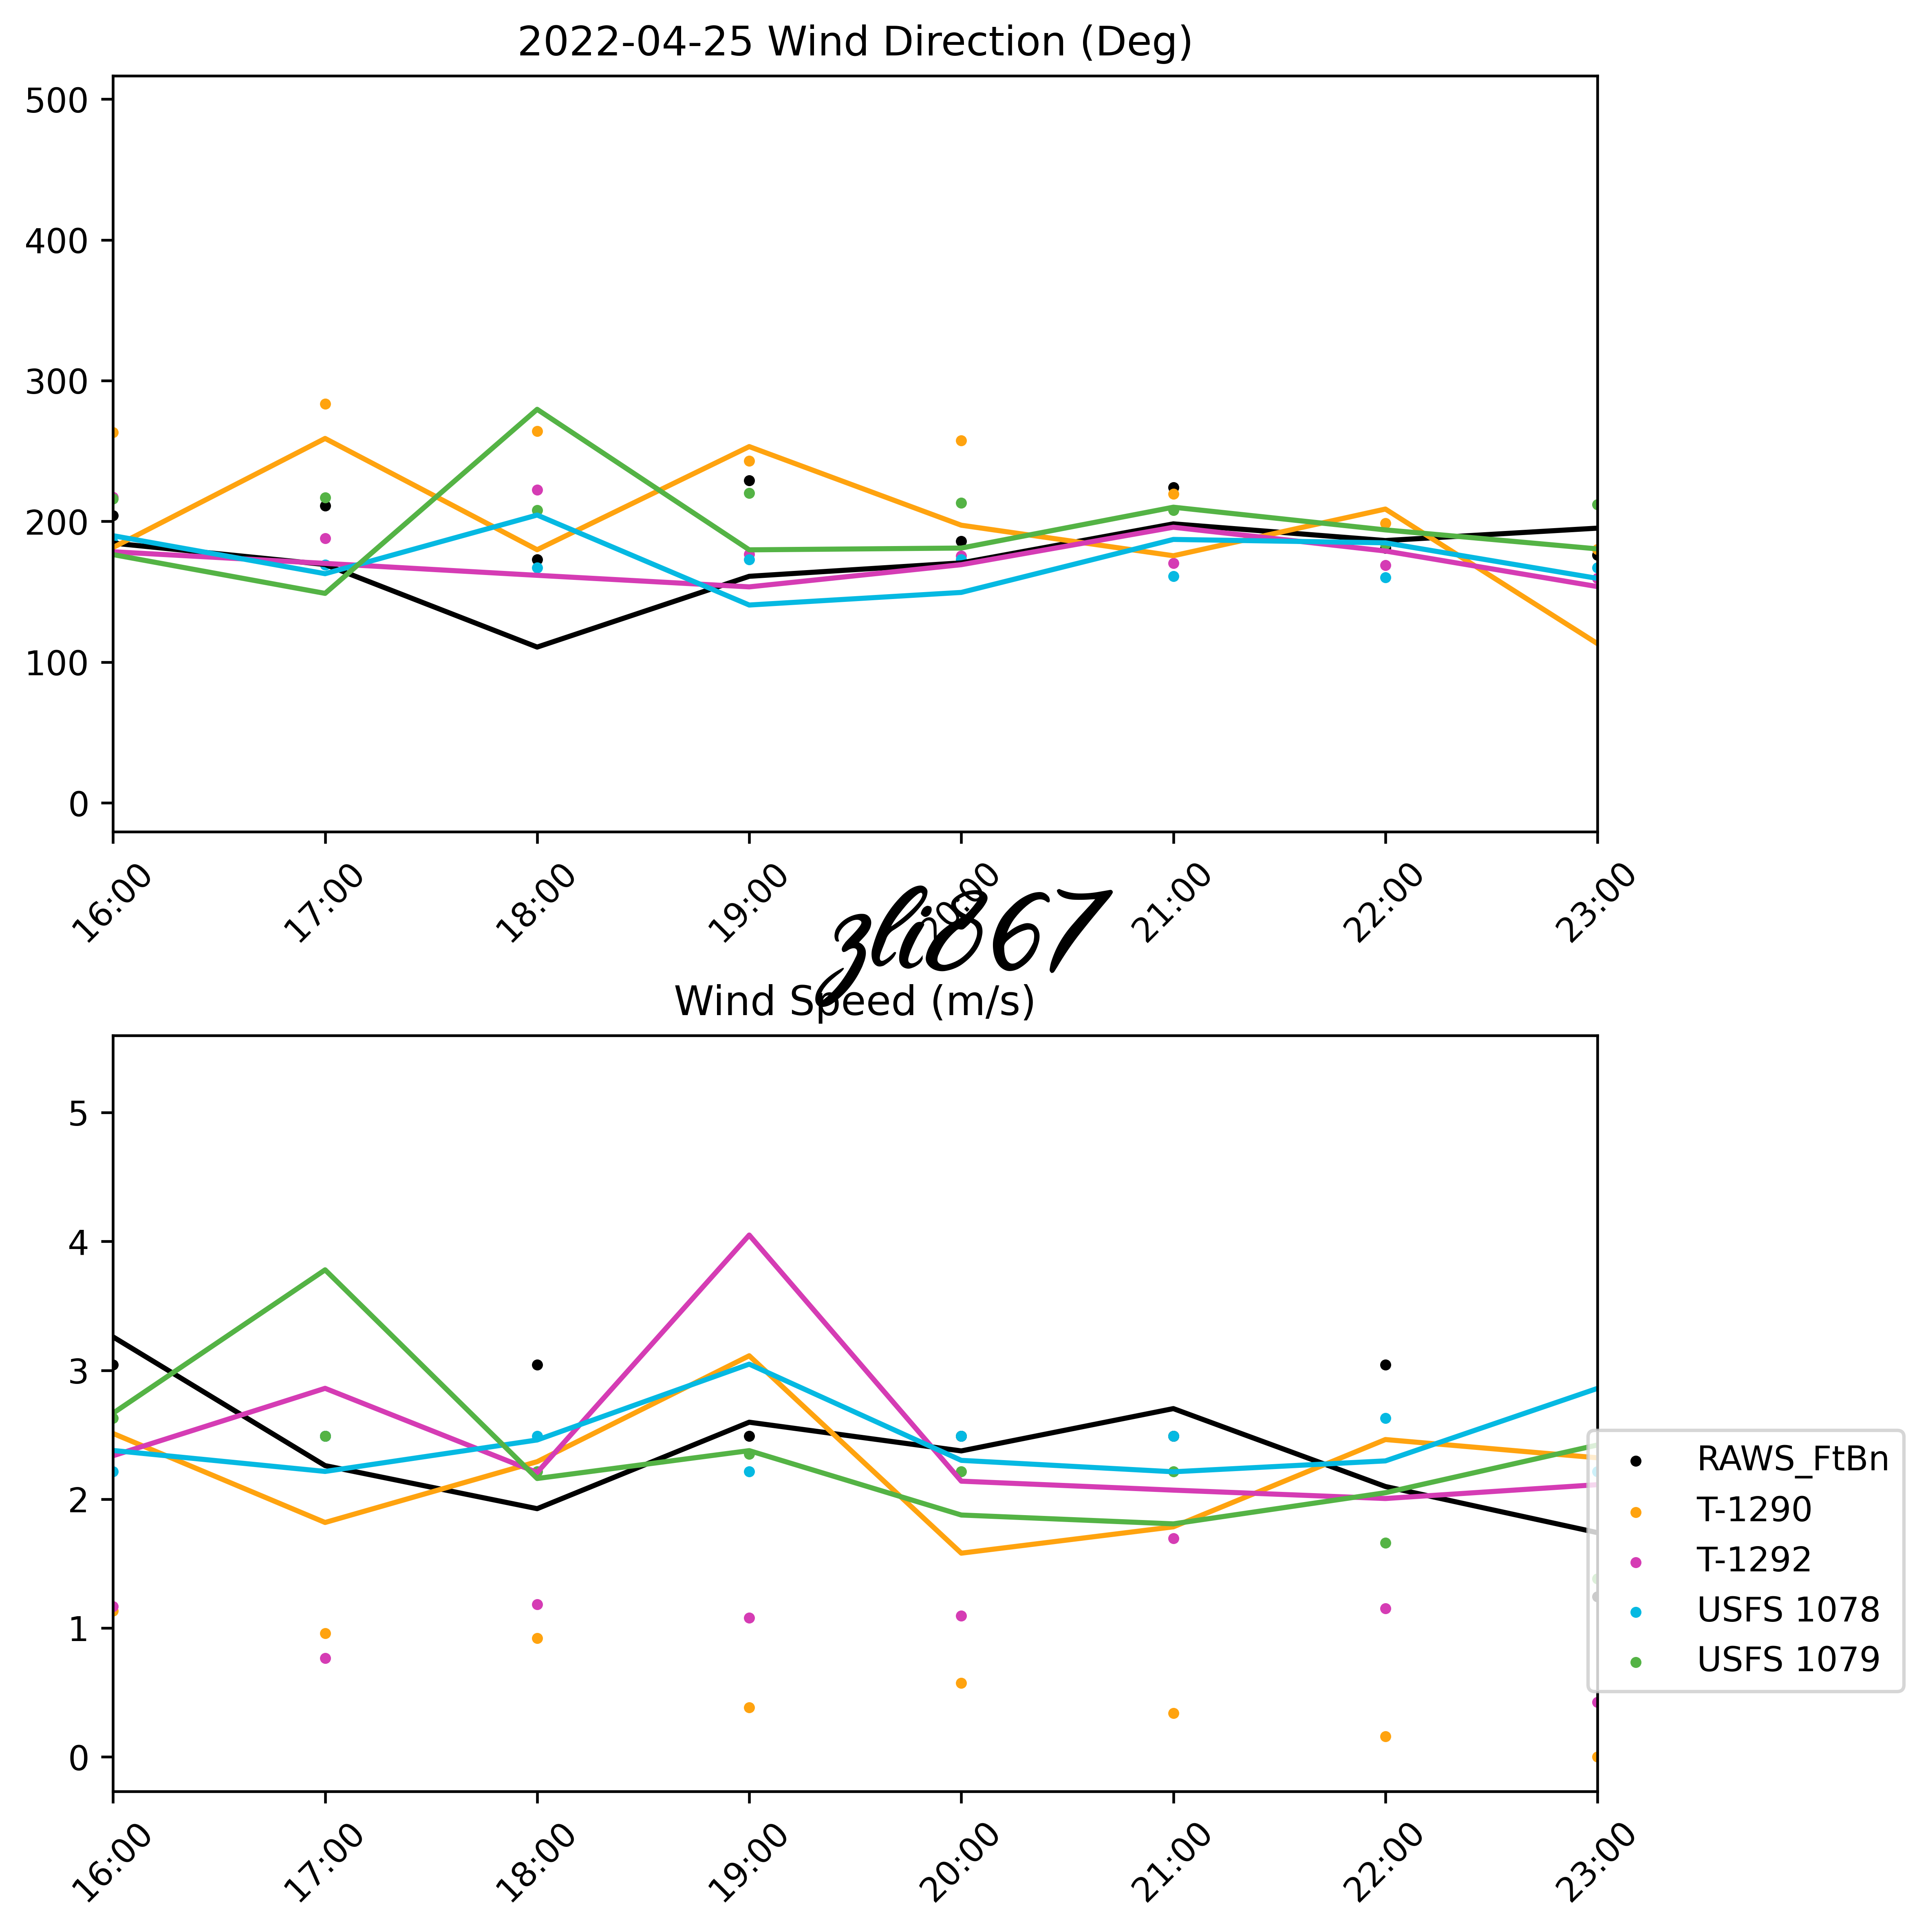 2022-04-25 Wind Direction (Deg)
500
400
300
200
100
0
16:00 17:00 18:00 19:00 20:00 21:00 22:00 23:00
zhi867
Wind Speed (m/s)
5
4
3
2
1
0
RAWS_FtBn
T-1290
T-1292
USFS 1078
USFS 1079
16:00 17:00 18:00 19:00 20:00 21:00 22:00 23:00